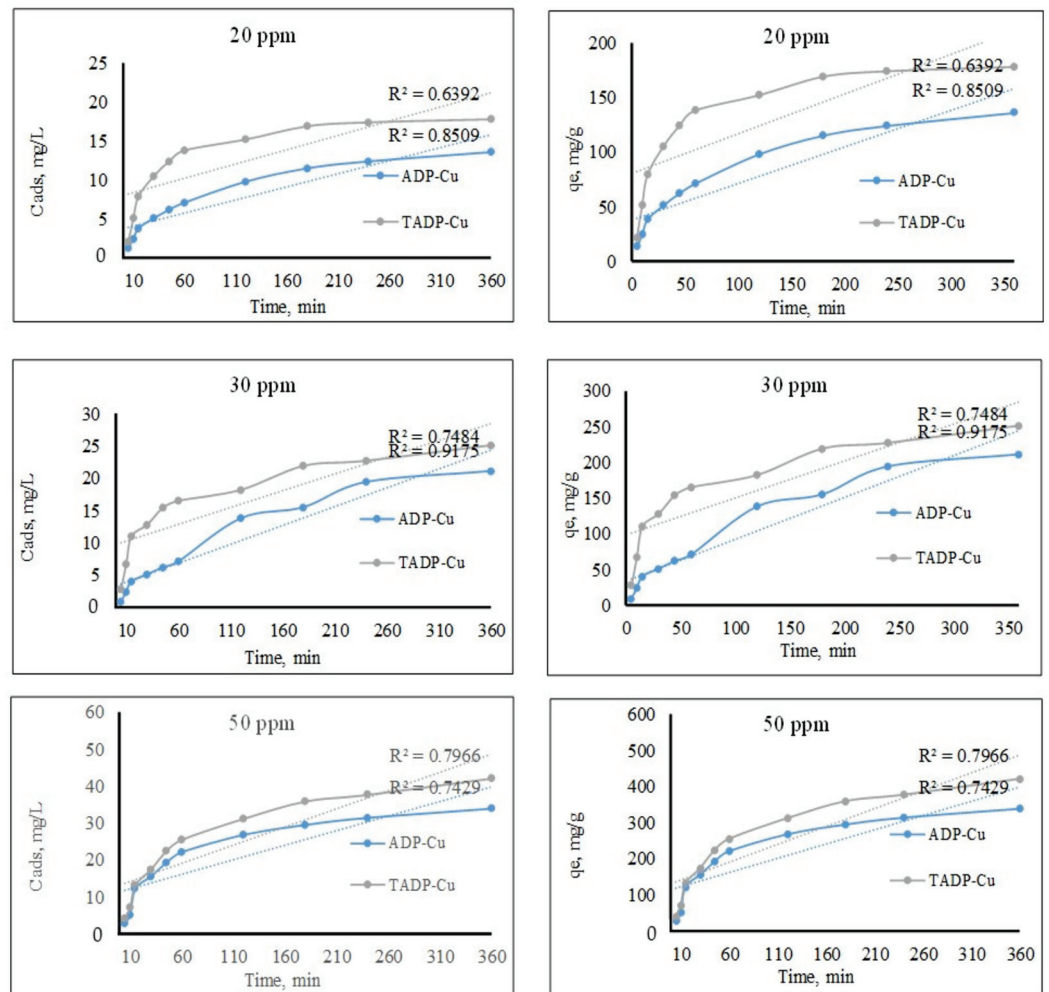 20 ppm
Cads, mg/L
25
20
15
10
5
0
R² = 0.6392
R² = 0.8509
ADP-Cu
TADP-Cu
10 60 110 160 210 260 310 360
Time, min
20 ppm
qe, mg/g
200
150
100
50
0
R² = 0.6392
R² = 0.8509
ADP-Cu
TADP-Cu
0 50 100 150 200 250 300 350
Time, min
30 ppm
Cads, mg/L
30
25
20
15
10
5
0
R² = 0.7484
R² = 0.9175
ADP-Cu
TADP-Cu
10 60 110 160 210 260 310 360
Time, min
30 ppm
qe, mg/g
300
250
200
150
100
50
0
R² = 0.7484
R² = 0.9175
ADP-Cu
TADP-Cu
0 50 100 150 200 250 300 350
Time, min
50 ppm
Cads, mg/L
60
50
40
30
20
10
0
R² = 0.7966
R² = 0.7429
ADP-Cu
TADP-Cu
10 60 110 160 210 260 310 360
Time, min
50 ppm
qe, mg/g
600
500
400
300
200
100
0
R² = 0.7966
R² = 0.7429
ADP-Cu
TADP-Cu
10 60 110 160 210 260 310 360
Time, min